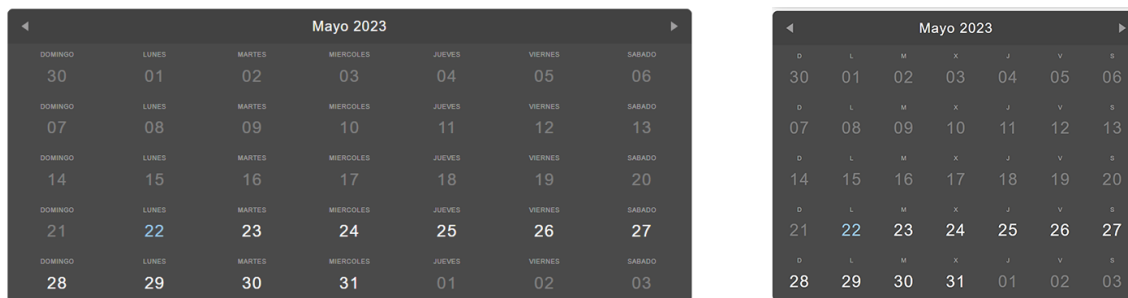 Mayo 2023
DOMINGO LUNES MARTES MIERCOLES JUEVES VIERNES SABADO
30 01 02 03 04 05 06
DOMINGO LUNES MARTES MIERCOLES JUEVES VIERNES SABADO
07 08 09 10 11 12 13
DOMINGO LUNES MARTES MIERCOLES JUEVES VIERNES SABADO
14 15 16 17 18 19 20
DOMINGO LUNES MARTES MIERCOLES JUEVES VIERNES SABADO
21 22 23 24 25 26 27
DOMINGO LUNES MARTES MIERCOLES JUEVES VIERNES SABADO
28 29 30 31 01 02 03
Mayo 2023
D L M X J V S
30 01 02 03 04 05 06
D L M X J V S
07 08 09 10 11 12 13
D L M X J V S
14 15 16 17 18 19 20
D L M X J V S
21 22 23 24 25 26 27
D L M X J V S
28 29 30 31 01 02 03